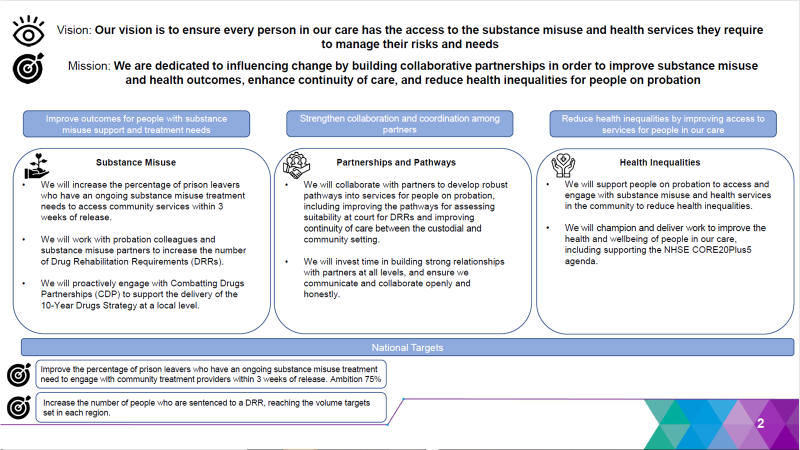 Vision: Our vision is to ensure every person in our care has the access to the substance misuse and health services they require
to manage their risks and needs
Mission: We are dedicated to influencing change by building collaborative partnerships in order to improve substance misuse
and health outcomes, enhance continuity of care, and reduce health inequalities for people on probation
Improve outcomes for people with substance
misuse support and treatment needs
Strengthen collaboration and coordination among
partners
Reduce health inequalities by improving access to
services for people in our care
Substance Misuse
• We will increase the percentage of prison leavers
who have an ongoing substance misuse treatment
needs to access community services within 3
weeks of release.
• We will work with probation colleagues and
substance misuse partners to increase the number
of Drug Rehabilitation Requirements (DRRs).
• We will proactively engage with Combatting Drugs
Partnerships (CDP) to support the delivery of the
10-Year Drugs Strategy at a local level.
Partnerships and Pathways
• We will collaborate with partners to develop robust
pathways into services for people on probation,
including improving the pathways for assessing
suitability at court for DRRs and improving
continuity of care between the custodial and
community setting.
• We will invest time in building strong relationships
with partners at all levels, and ensure we
communicate and collaborate openly and
honestly.
Health Inequalities
• We will support people on probation to access and
engage with substance misuse and health services
in the community to reduce health inequalities.
• We will champion and deliver work to improve the
health and wellbeing of people in our care,
including supporting the NHSE CORE20Plus5
agenda.
National Targets
Improve the percentage of prison leavers who have an ongoing substance misuse treatment
need to engage with community treatment providers within 3 weeks of release. Ambition 75%
Increase the number of people who are sentenced to a DRR, reaching the volume targets
set in each region.
2